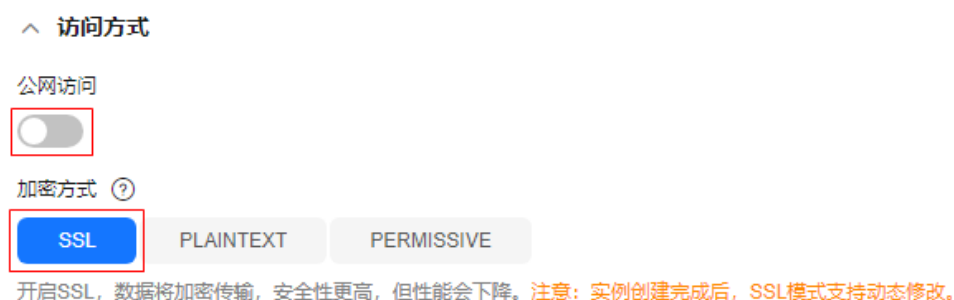 访问方式
公网访问
加密方式 ?
SSL PLAINTEXT PERMISSIVE
开启SSL，数据将加密传输，安全性更高，但性能会下降。注意：实例创建完成后，SSL模式支持动态修改。